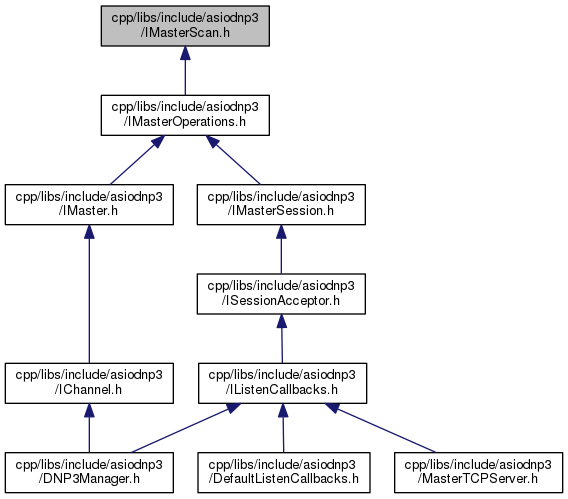 cpp/libs/include/asiodnp3
/IMasterScan.h
cpp/libs/include/asiodnp3
/IMasterOperations.h
cpp/libs/include/asiodnp3
/IMaster.h
cpp/libs/include/asiodnp3
/IMasterSession.h
cpp/libs/include/asiodnp3
/ISessionAcceptor.h
cpp/libs/include/asiodnp3
/IChannel.h
cpp/libs/include/asiodnp3
/IListenCallbacks.h
cpp/libs/include/asiodnp3
/DNP3Manager.h
cpp/libs/include/asiodnp3
/DefaultListenCallbacks.h
cpp/libs/include/asiodnp3
/MasterTCPServer.h